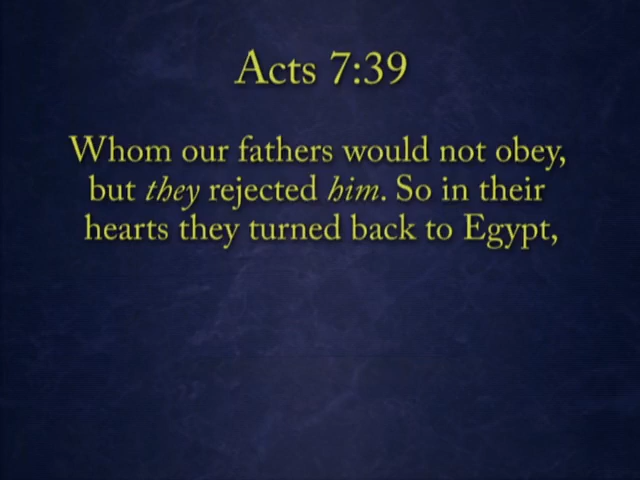 Acts 7:39
Whom our fathers would not obey,
but they rejected him. So in their
hearts they turned back to Egypt,